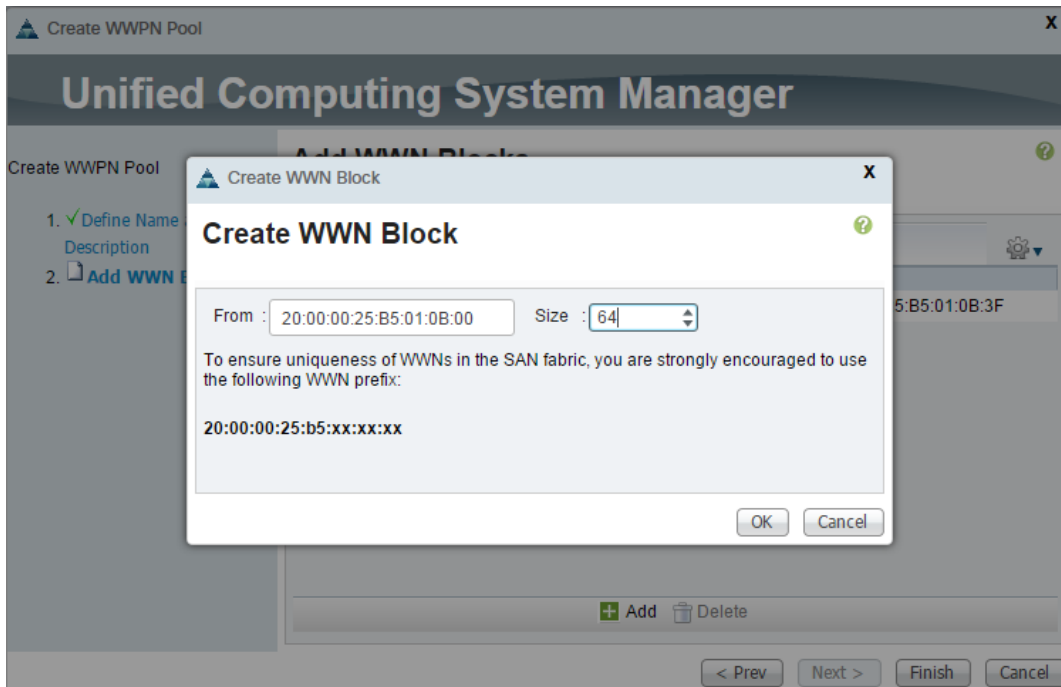 Create WWPN Pool
X
Unified Computing System Manager
Create WWPN Pool
Add WWN Blocks
1. Define Name
Description
2. Add WWN
Create WWN Block
X
Create WWN Block
From : 20:00:00:25:B5:01:0B:00 Size : 64
To ensure uniqueness of WWNs in the SAN fabric, you are strongly encouraged to use
the following WWN prefix:
20:00:00:25:b5:xx:xx:xx
OK Cancel
5:B5:01:0B:3F
Add Delete
< Prev Next > Finish Cancel